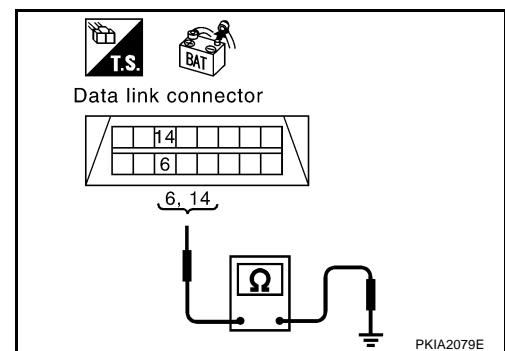 T.S.
BAT
Data link connector
14
6
6, 14
Ω
PKIA2079E